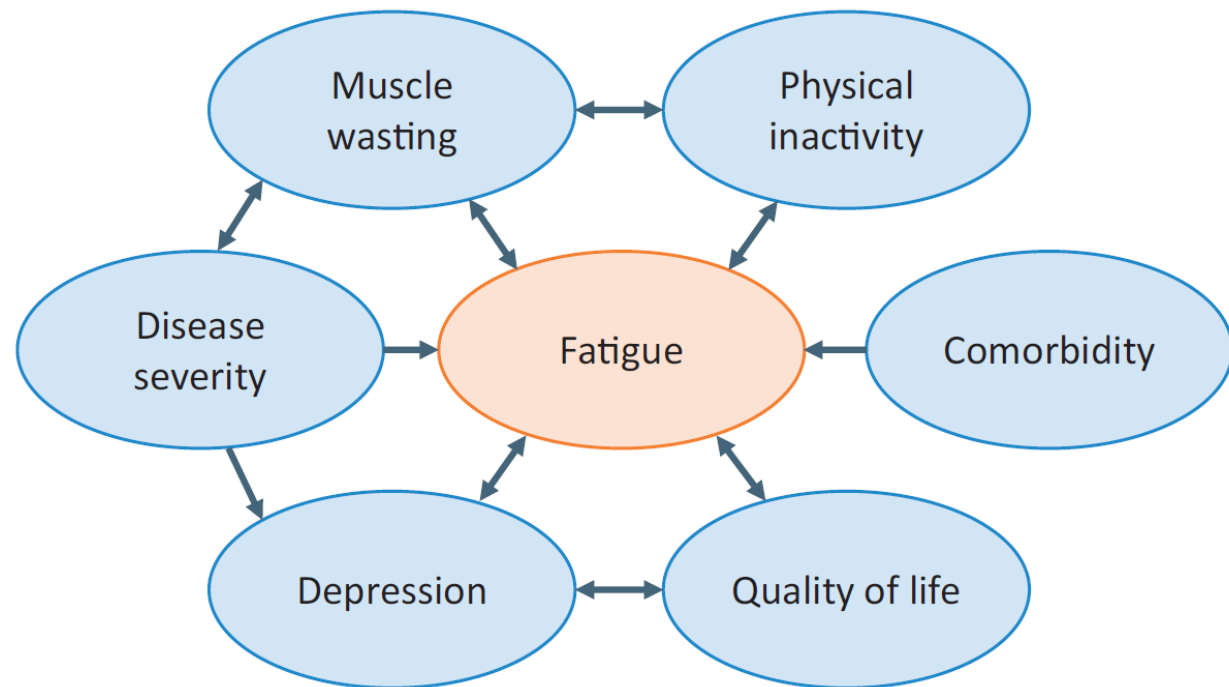 Muscle
wasting
Physical
inactivity
Disease
severity
Fatigue
Comorbidity
Depression
Quality of life